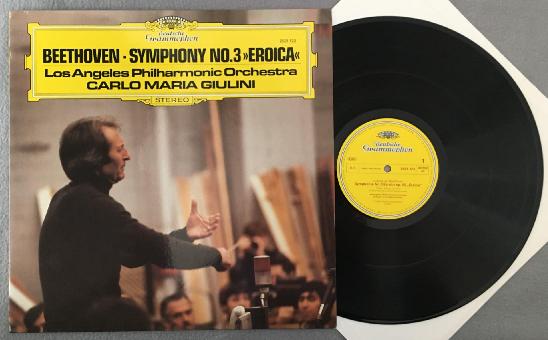 Deutsche
Grammophon
BEETHOVEN · SYMPHONY NO.3 »EROICA«
Los Angeles Philharmonic Orchestra
CARLO MARIA GIULINI
STEREO
Deutsche
Grammophon
1